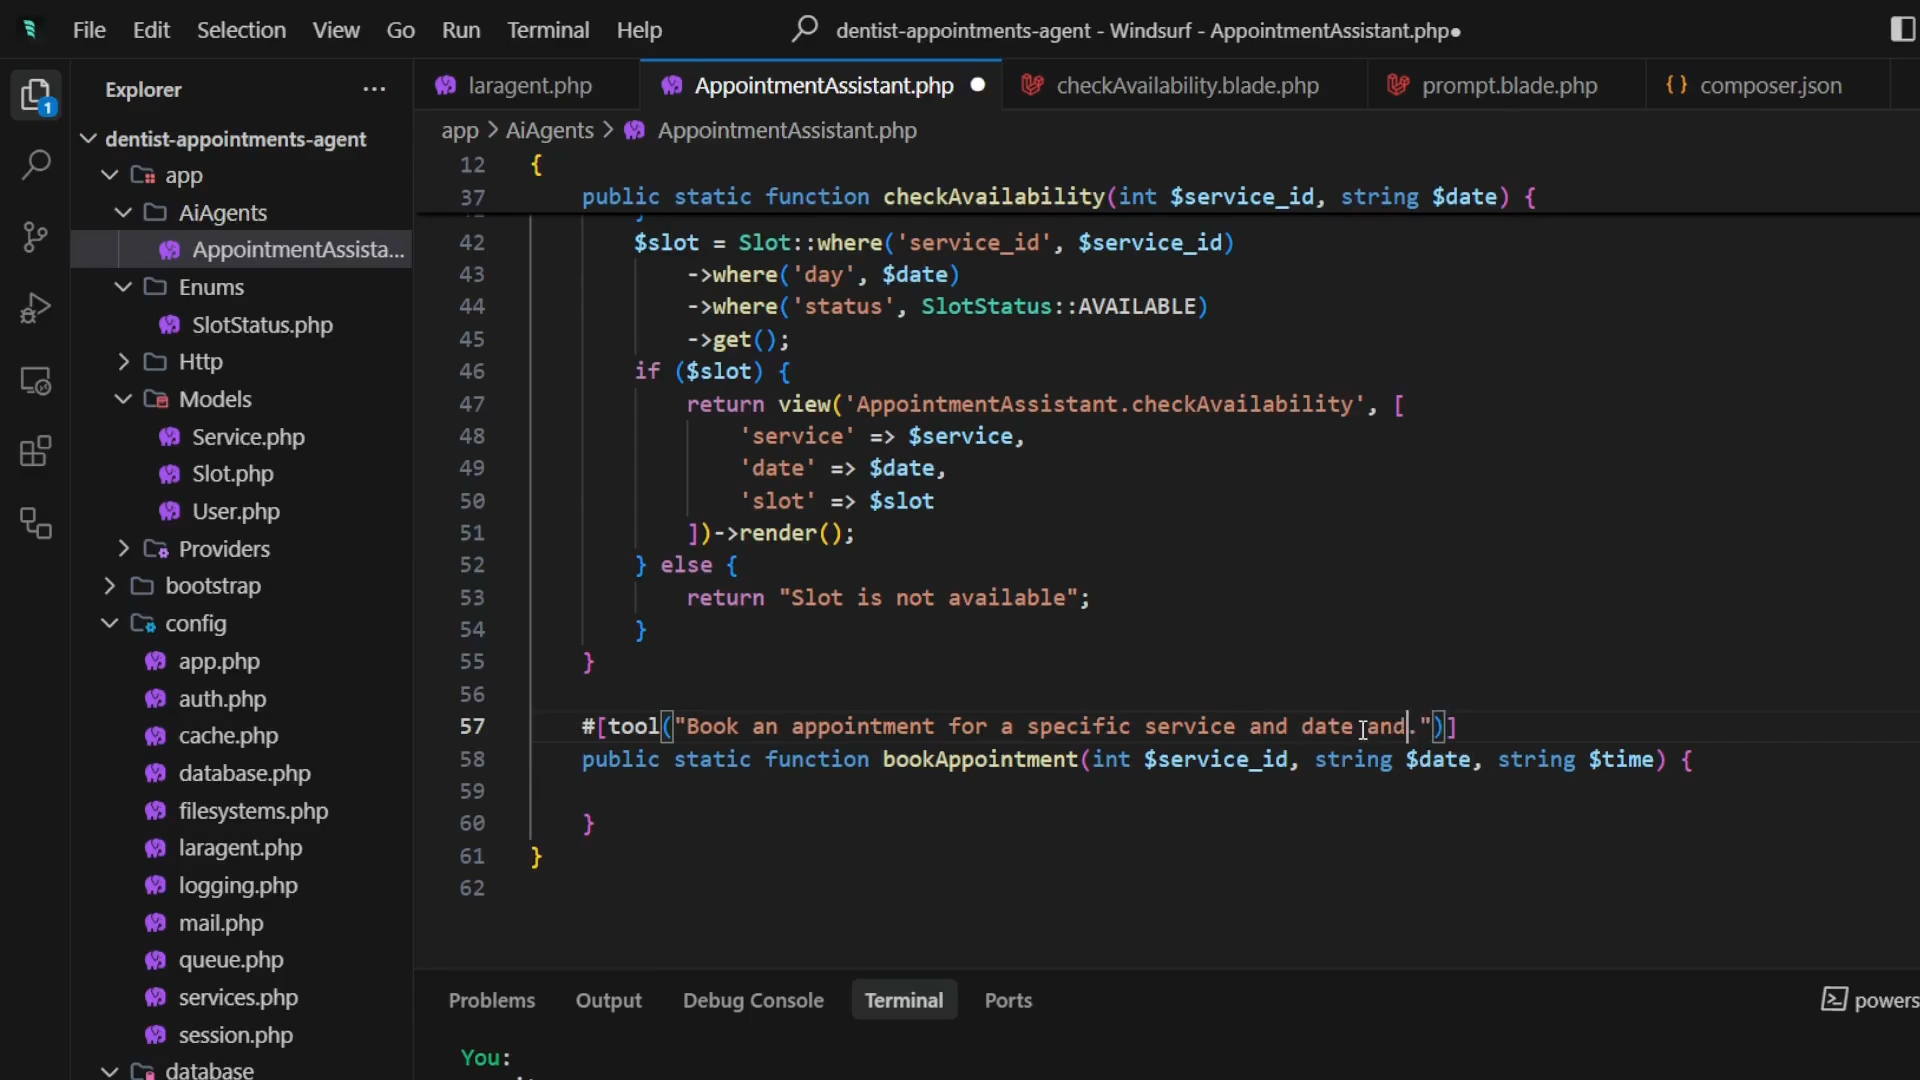 File Edit Selection View Go Run Terminal Help
dentist-appointments-agent - Windsurf - AppointmentAssistant.php●
1
Explorer ···
dentist-appointments-agent
app
AiAgents
AppointmentAssista...
Enums
SlotStatus.php
Http
Models
Service.php
Slot.php
User.php
Providers
bootstrap
config
app.php
auth.php
cache.php
database.php
filesystems.php
laragent.php
logging.php
mail.php
queue.php
services.php
session.php
database
laragent.php AppointmentAssistant.php checkAvailability.blade.php prompt.blade.php {} composer.json
app > AiAgents > AppointmentAssistant.php
12 {
37 public static function checkAvailability(int $service_id, string $date) {
42 $slot = Slot::where('service_id', $service_id)
43 ->where('day', $date)
44 ->where('status', SlotStatus::AVAILABLE)
45 ->get();
46 if ($slot) {
47 return view('AppointmentAssistant.checkAvailability', [
48 'service' => $service,
49 'date' => $date,
50 'slot' => $slot
51 ])->render();
52 } else {
53 return "Slot is not available";
54 }
55 }
56
57 #[tool("Book an appointment for a specific service and date and.")]
58 public static function bookAppointment(int $service_id, string $date, string $time) {
59
60 }
61 }
62
Problems Output Debug Console Terminal Ports
powers
You: